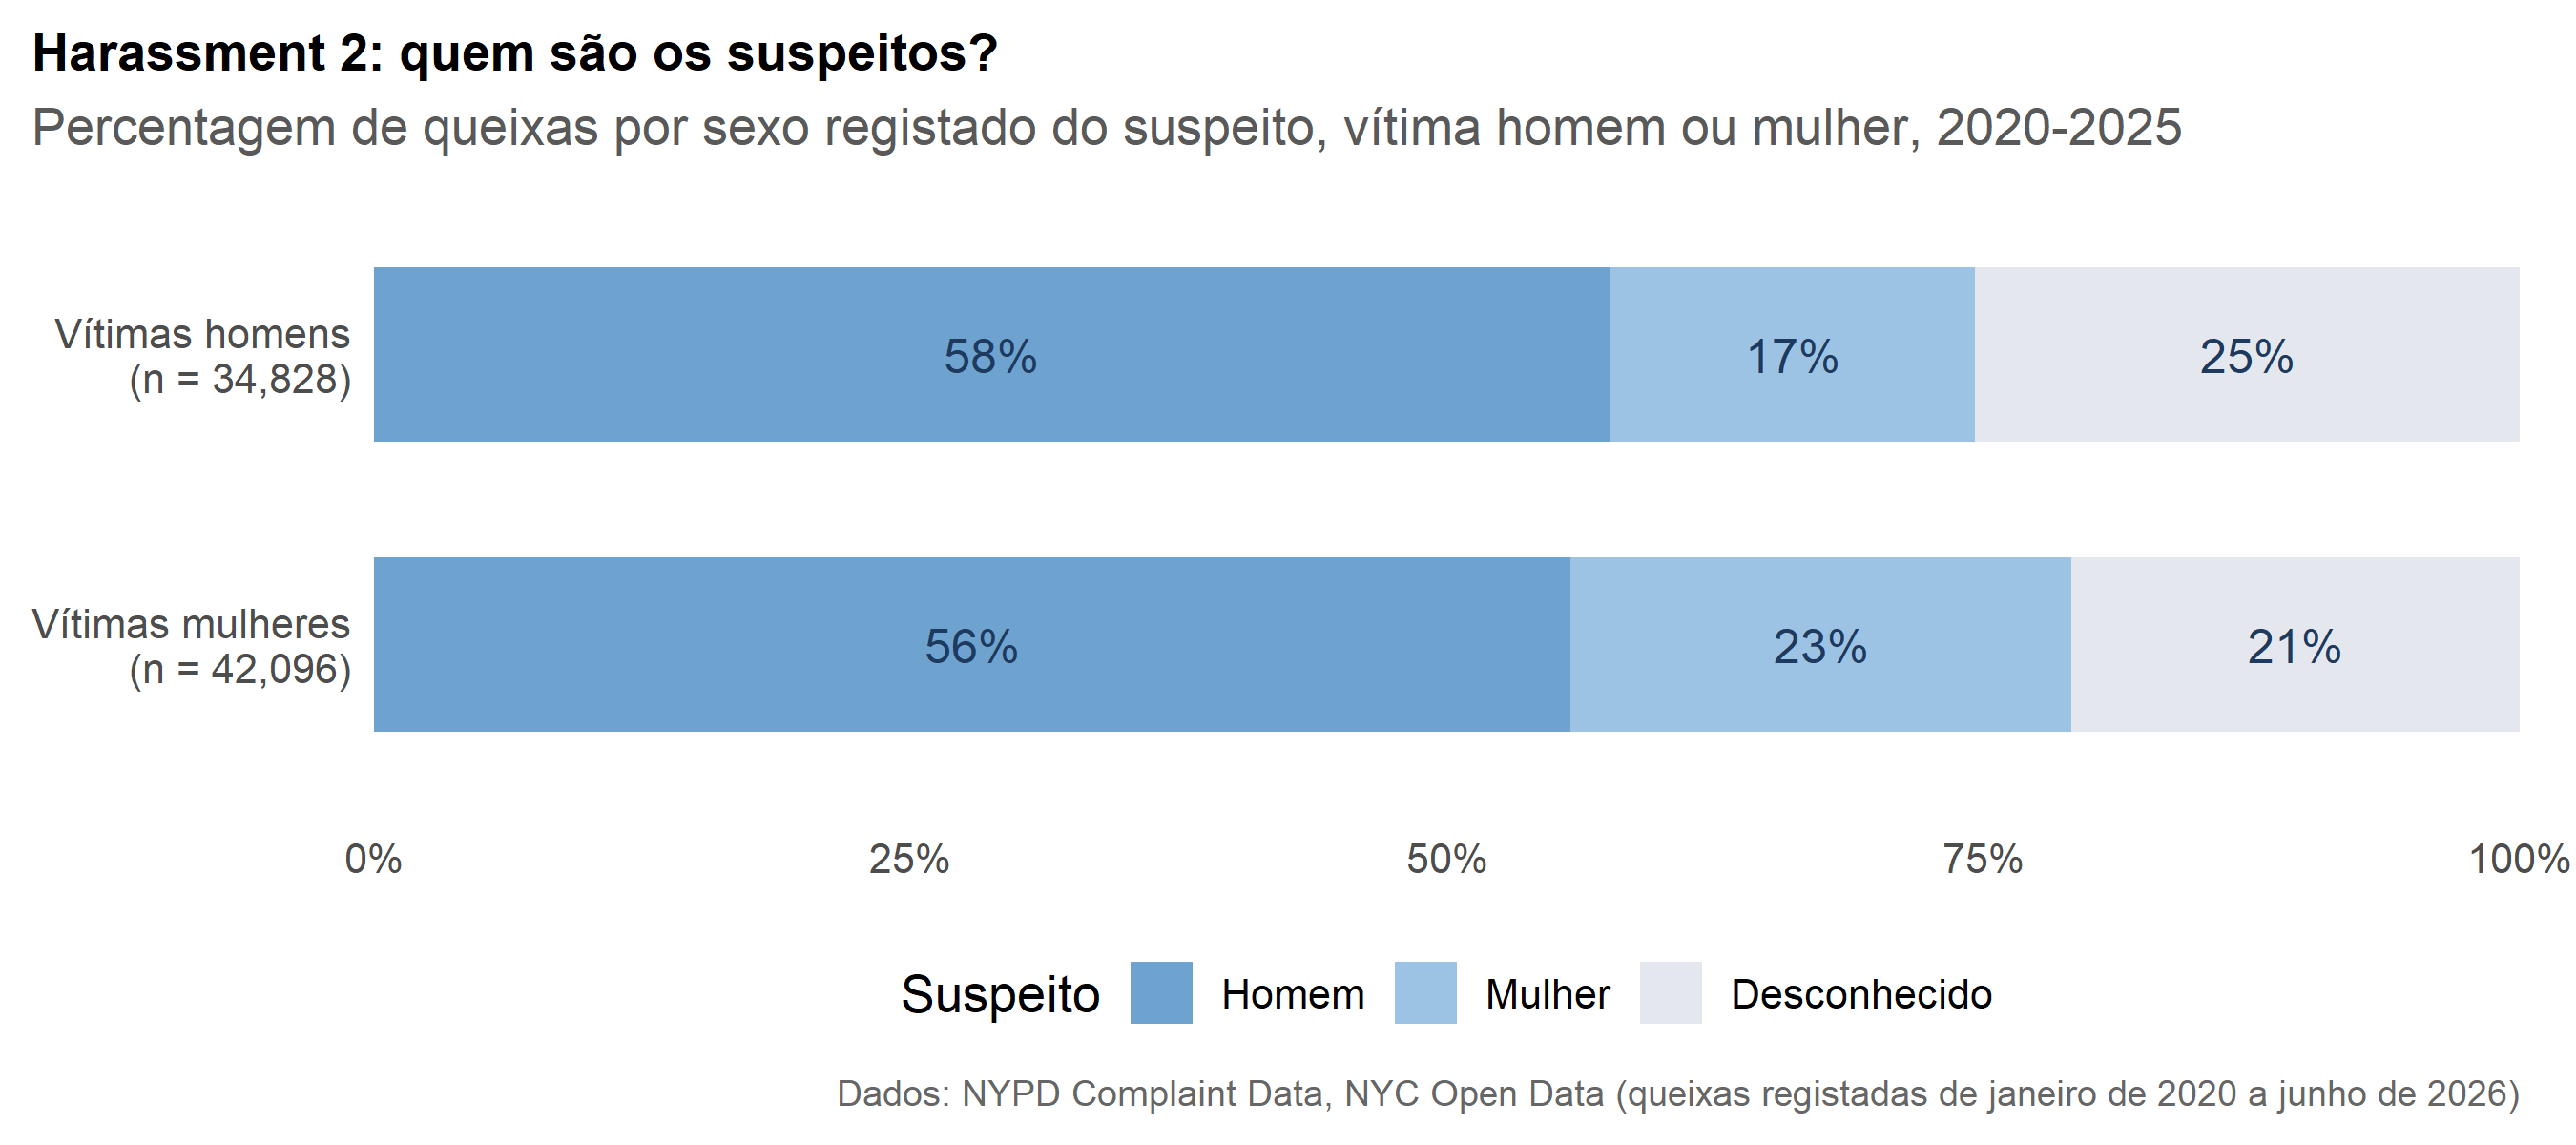 Harassment 2: quem são os suspeitos?
Percentagem de queixas por sexo registado do suspeito, vítima homem ou mulher, 2020-2025
Vítimas homens
(n = 34,828)
58%
17%
25%
Vítimas mulheres
(n = 42,096)
56%
23%
21%
0%
25%
50%
75%
100%
Suspeito
Homem
Mulher
Desconhecido
Dados: NYPD Complaint Data, NYC Open Data (queixas registadas de janeiro de 2020 a junho de 2026)